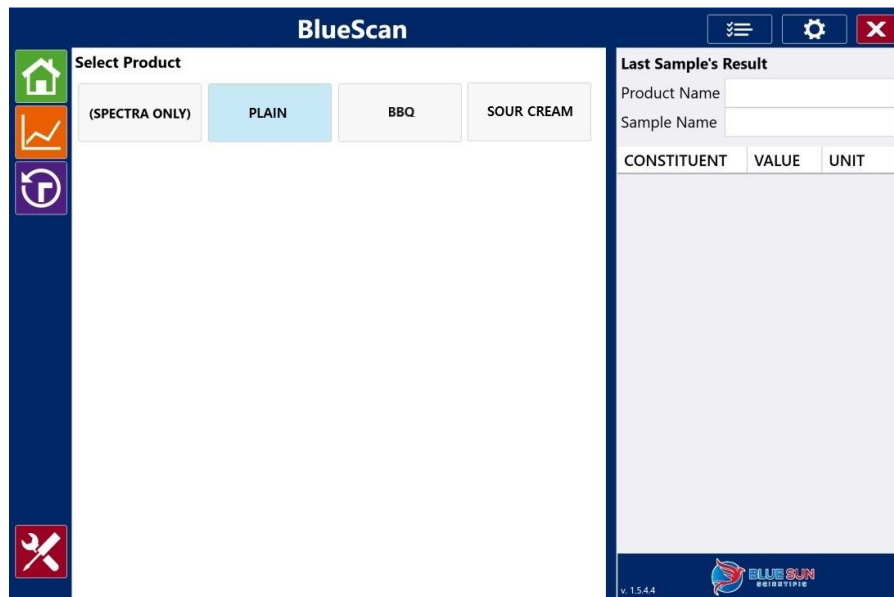 BlueScan
Select Product
(SPECTRA ONLY)
PLAIN
BBQ
SOUR CREAM
Last Sample's Result
Product Name
Sample Name
CONSTITUENT VALUE UNIT
v. 1.5.4.4
BLUE SUN
SCIENTIFIC